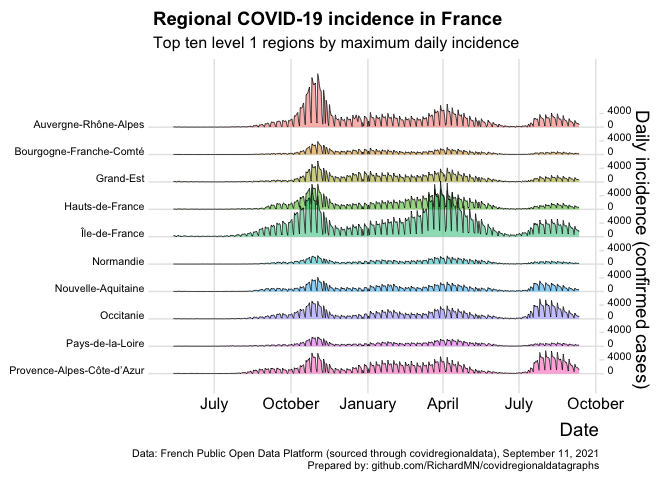 Regional COVID-19 incidence in France
Top ten level 1 regions by maximum daily incidence
Auvergne-Rhône-Alpes
Bourgogne-Franche-Comté
Grand-Est
Hauts-de-France
Île-de-France
Normandie
Nouvelle-Aquitaine
Occitanie
Pays-de-la-Loire
Provence-Alpes-Côte-d'Azur
4000
0
4000
0
4000
0
4000
0
4000
0
4000
0
4000
0
4000
0
4000
0
4000
0
Daily incidence (confirmed cases)
July October January April July October
Date
Data: French Public Open Data Platform (sourced through covidregionaldata), September 11, 2021
Prepared by: github.com/RichardMN/covidregionaldatagraphs